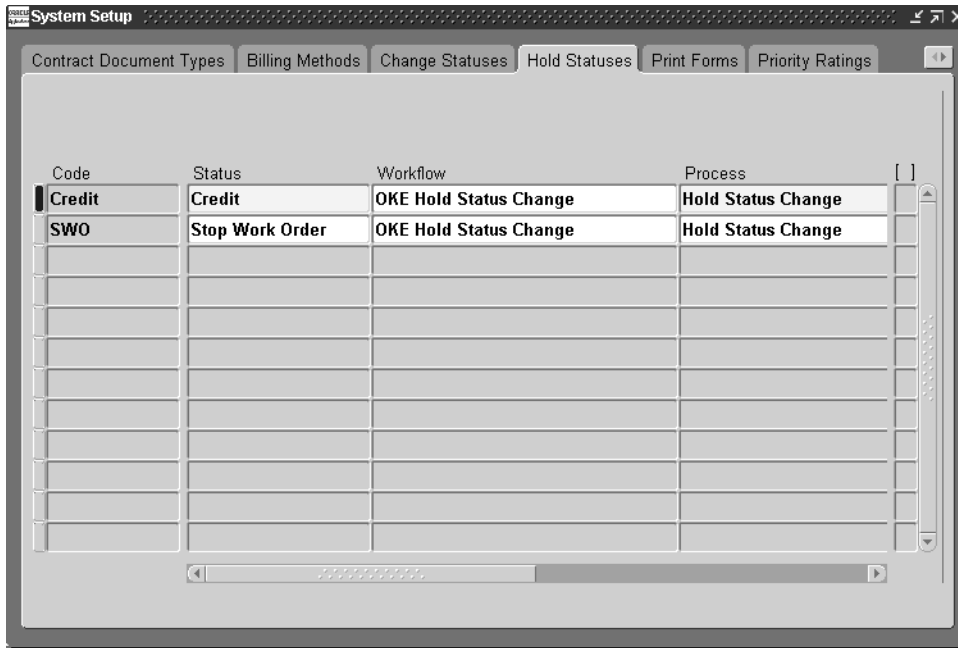 System Setup
Contract Document Types Billing Methods Change Statuses Hold Statuses Print Forms Priority Ratings
Code Status Workflow Process [ ]
Credit Credit OKE Hold Status Change Hold Status Change
SWO Stop Work Order OKE Hold Status Change Hold Status Change